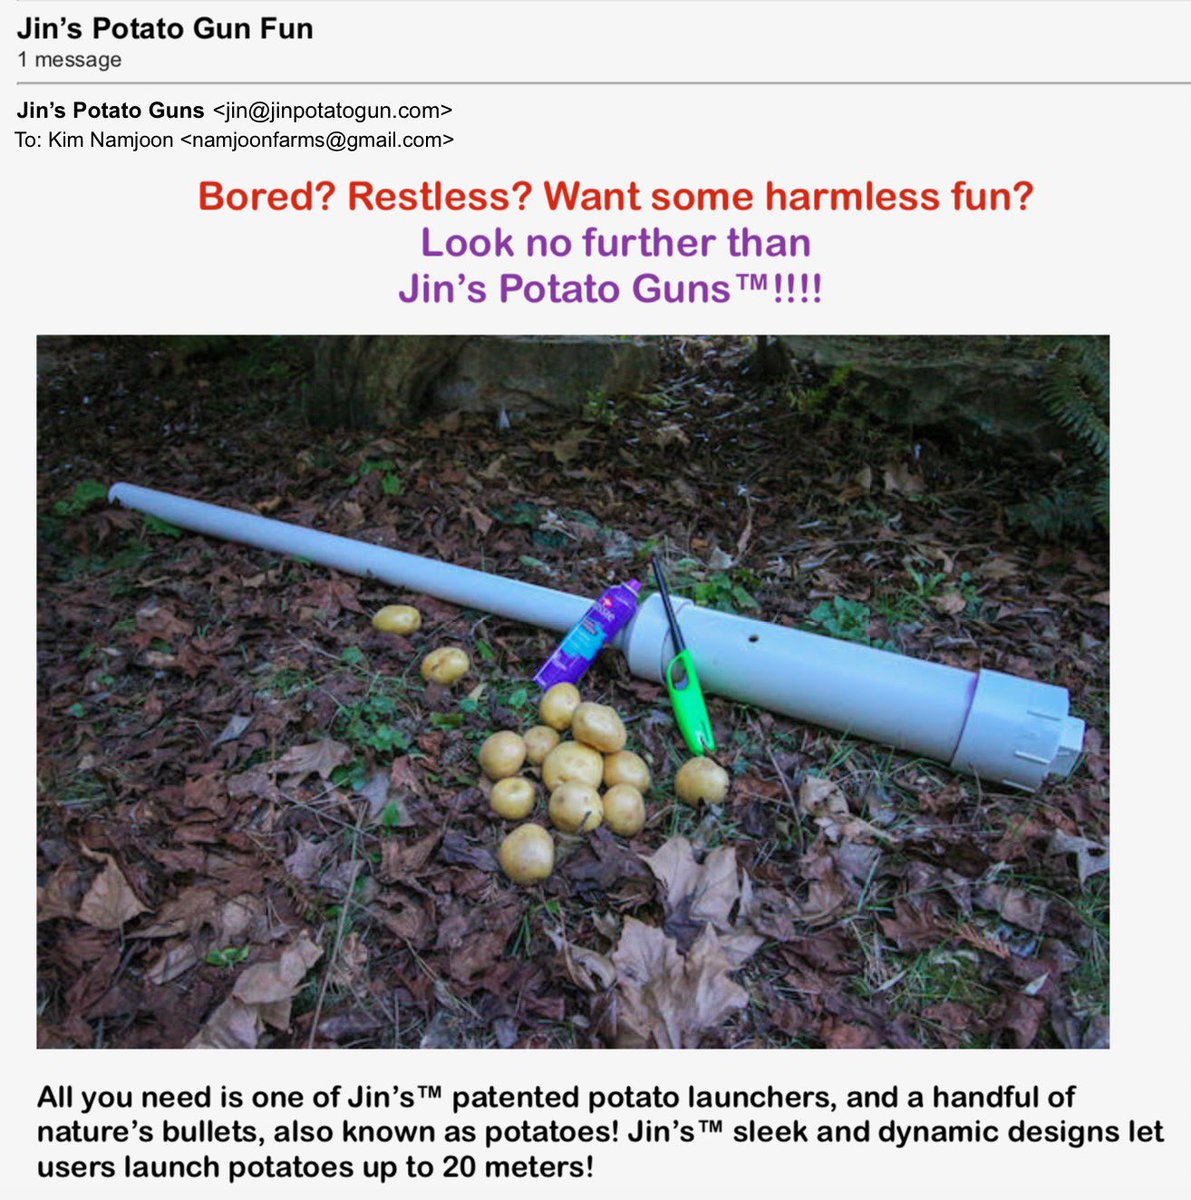 Jin’s Potato Gun Fun
1 message
Jin’s Potato Guns <jin@jinpotatogun.com>
To: Kim Namjoon <namjoonfarms@gmail.com>
Bored? Restless? Want some harmless fun?
Look no further than
Jin’s Potato Guns™!!!!
All you need is one of Jin’s™ patented potato launchers, and a handful of
nature’s bullets, also known as potatoes! Jin’s™ sleek and dynamic designs let
users launch potatoes up to 20 meters!